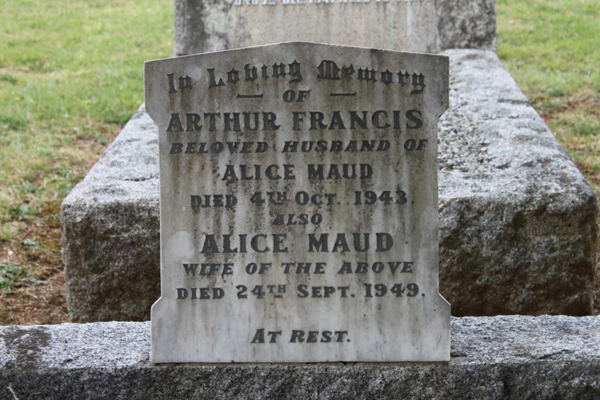 In Loving Memory
OF
ARTHUR FRANCIS
BELOVED HUSBAND OF
ALICE MAUD
DIED 4TH OCT. 1943.
ALSO
ALICE MAUD
WIFE OF THE ABOVE
DIED 24TH SEPT. 1949.
AT REST.